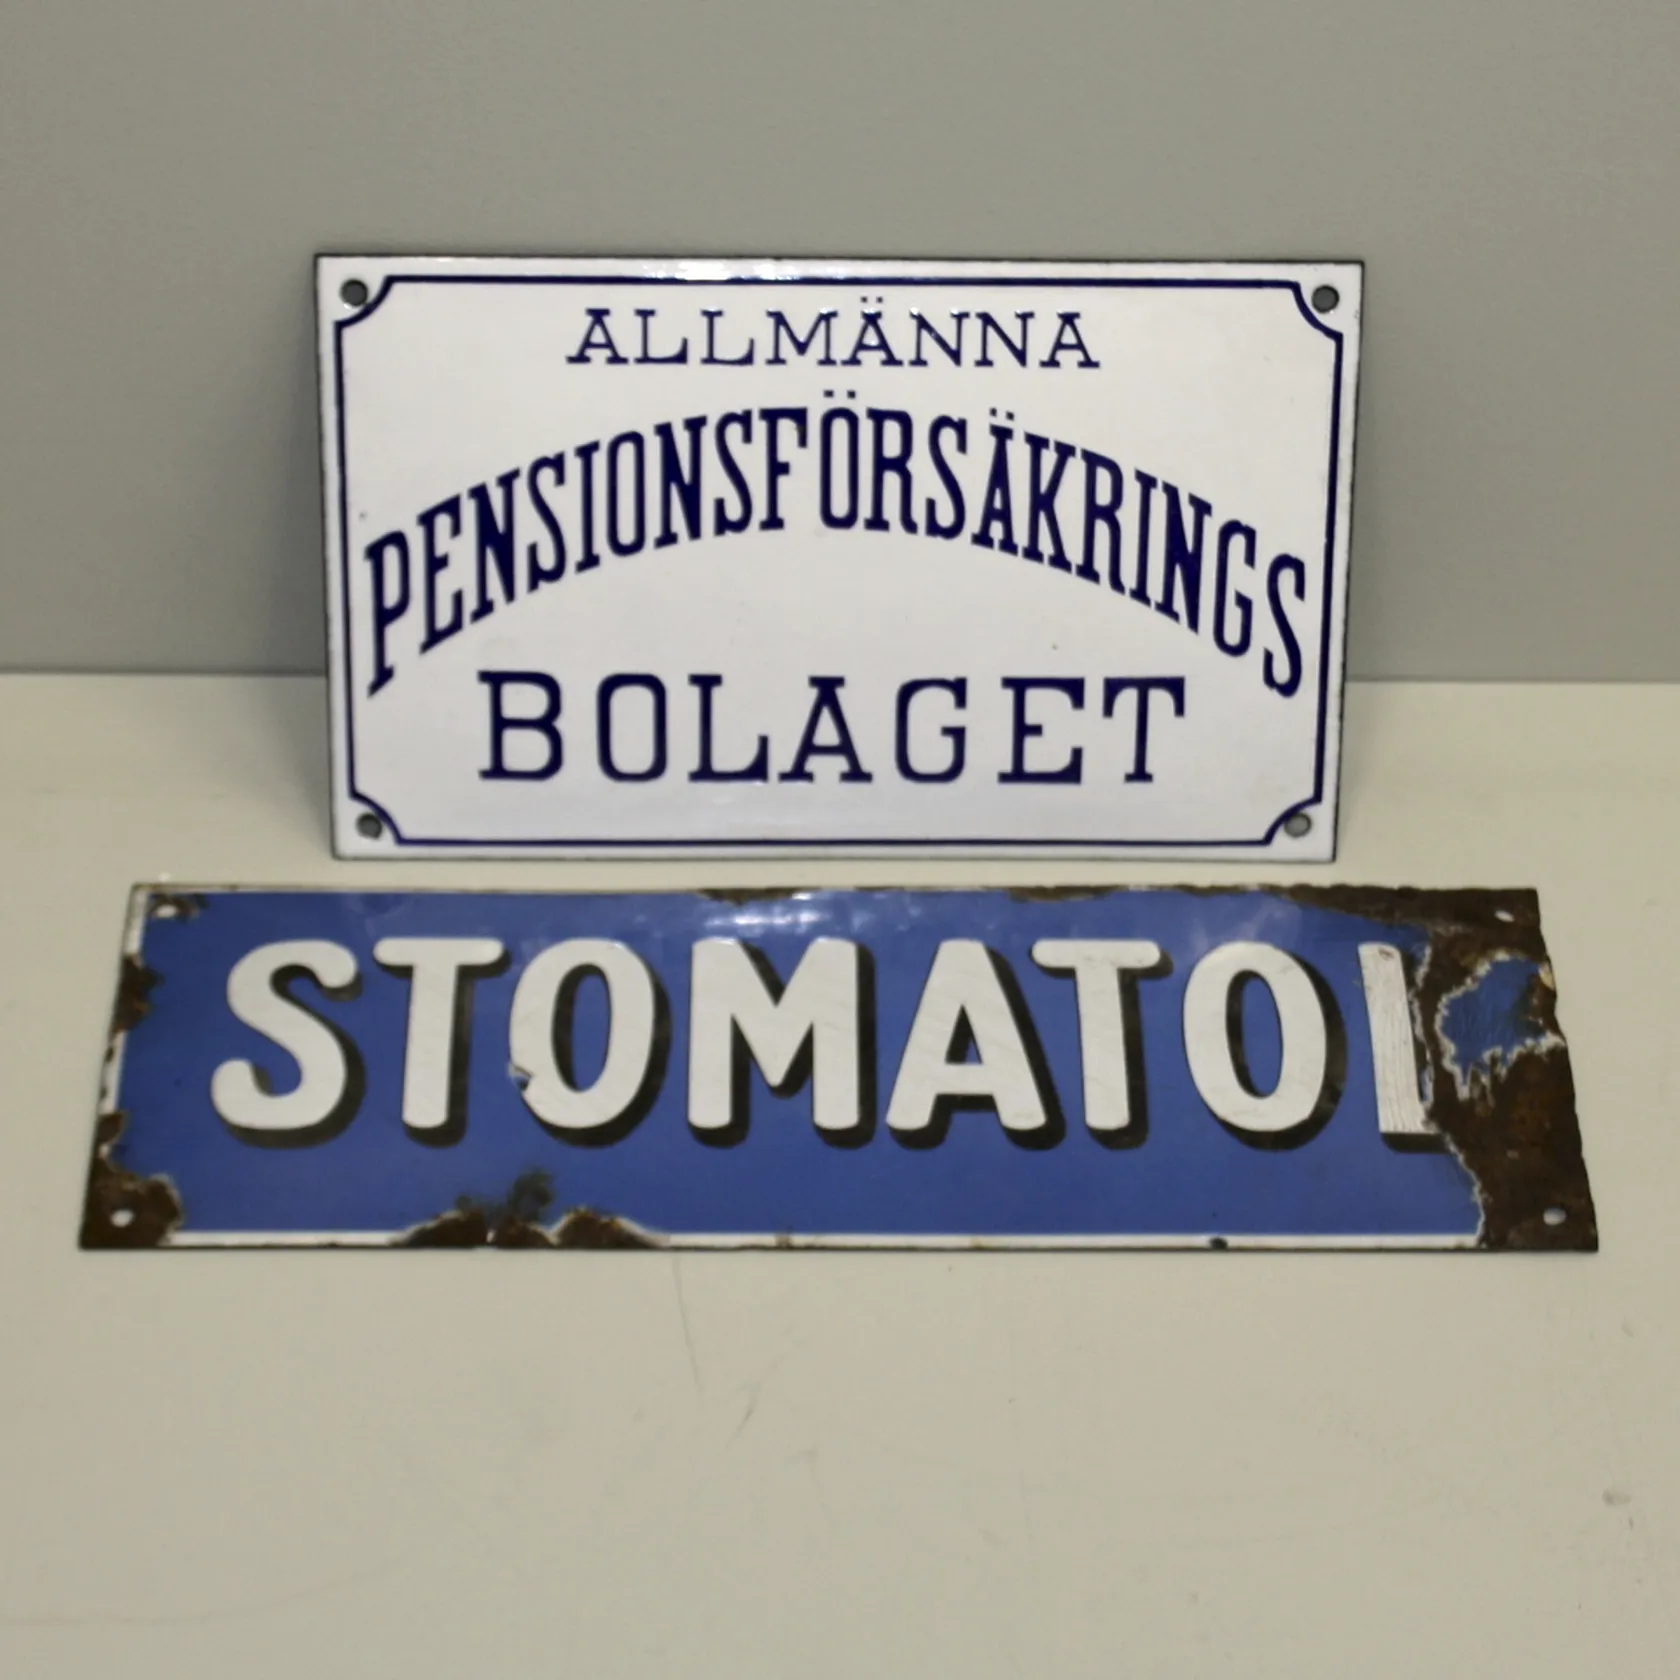 ALLMÄNNA
PENSIONSFÖRSÄKRINGS
BOLAGET
STOMATOL